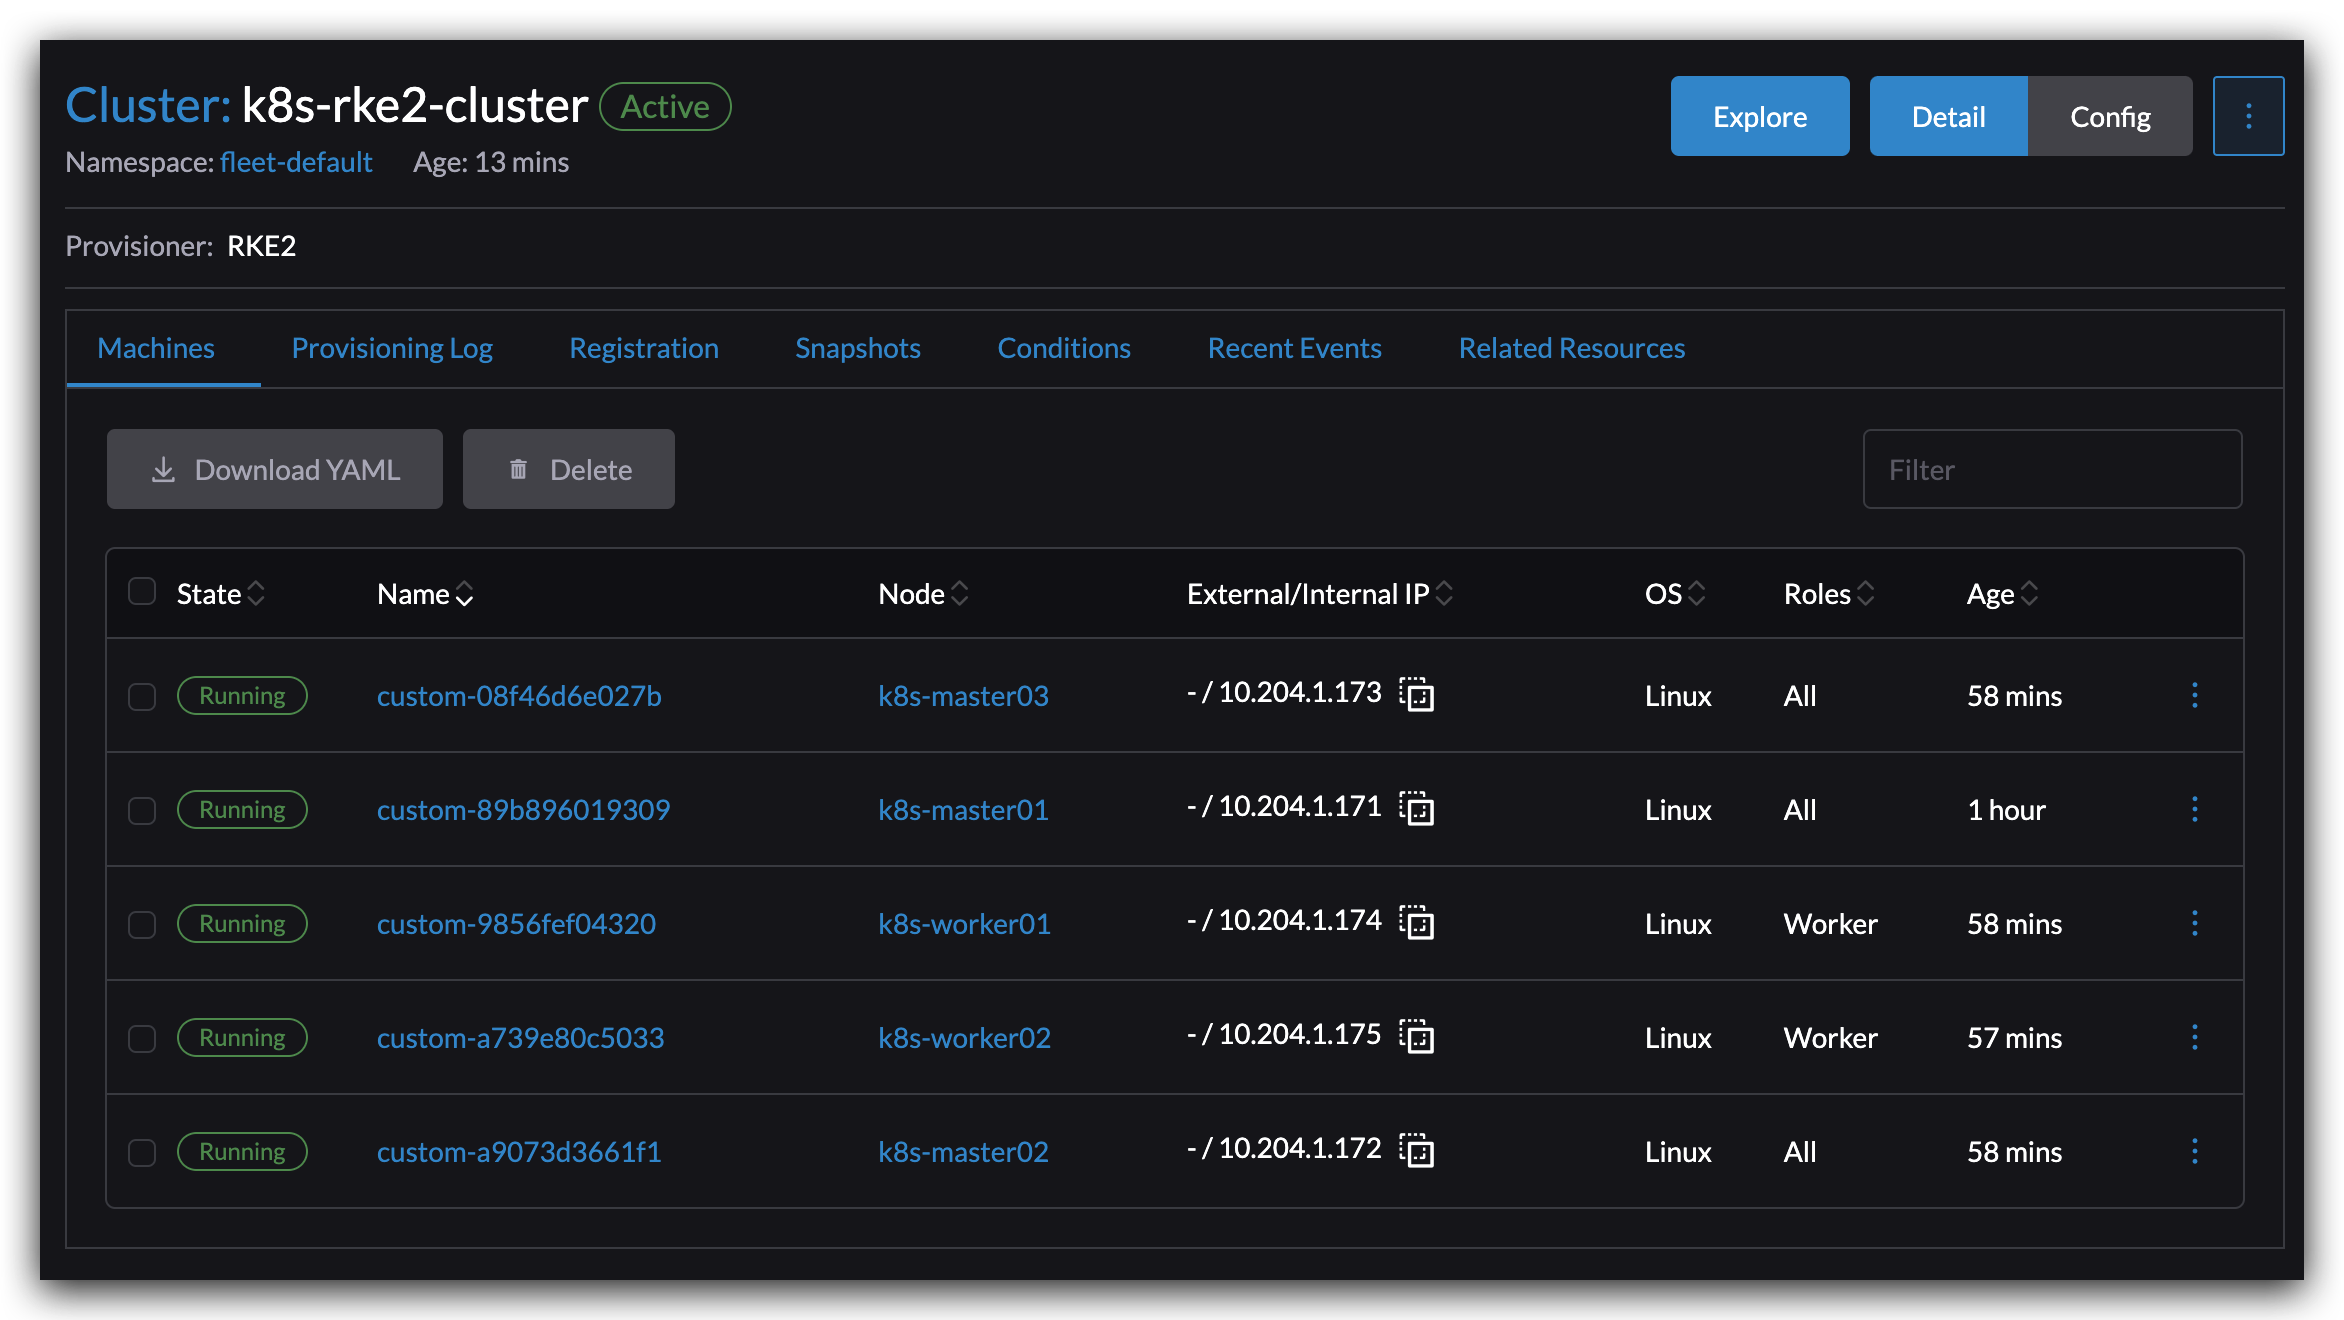 Cluster: k8s-rke2-cluster Active
Explore Detail Config
Namespace: fleet-default Age: 13 mins
Provisioner: RKE2
Machines Provisioning Log Registration Snapshots Conditions Recent Events Related Resources
Download YAML Delete Filter
State Name Node External/Internal IP OS Roles Age
Running custom-08f46d6e027b k8s-master03 - / 10.204.1.173 Linux All 58 mins
Running custom-89b896019309 k8s-master01 - / 10.204.1.171 Linux All 1 hour
Running custom-9856fef04320 k8s-worker01 - / 10.204.1.174 Linux Worker 58 mins
Running custom-a739e80c5033 k8s-worker02 - / 10.204.1.175 Linux Worker 57 mins
Running custom-a9073d3661f1 k8s-master02 - / 10.204.1.172 Linux All 58 mins